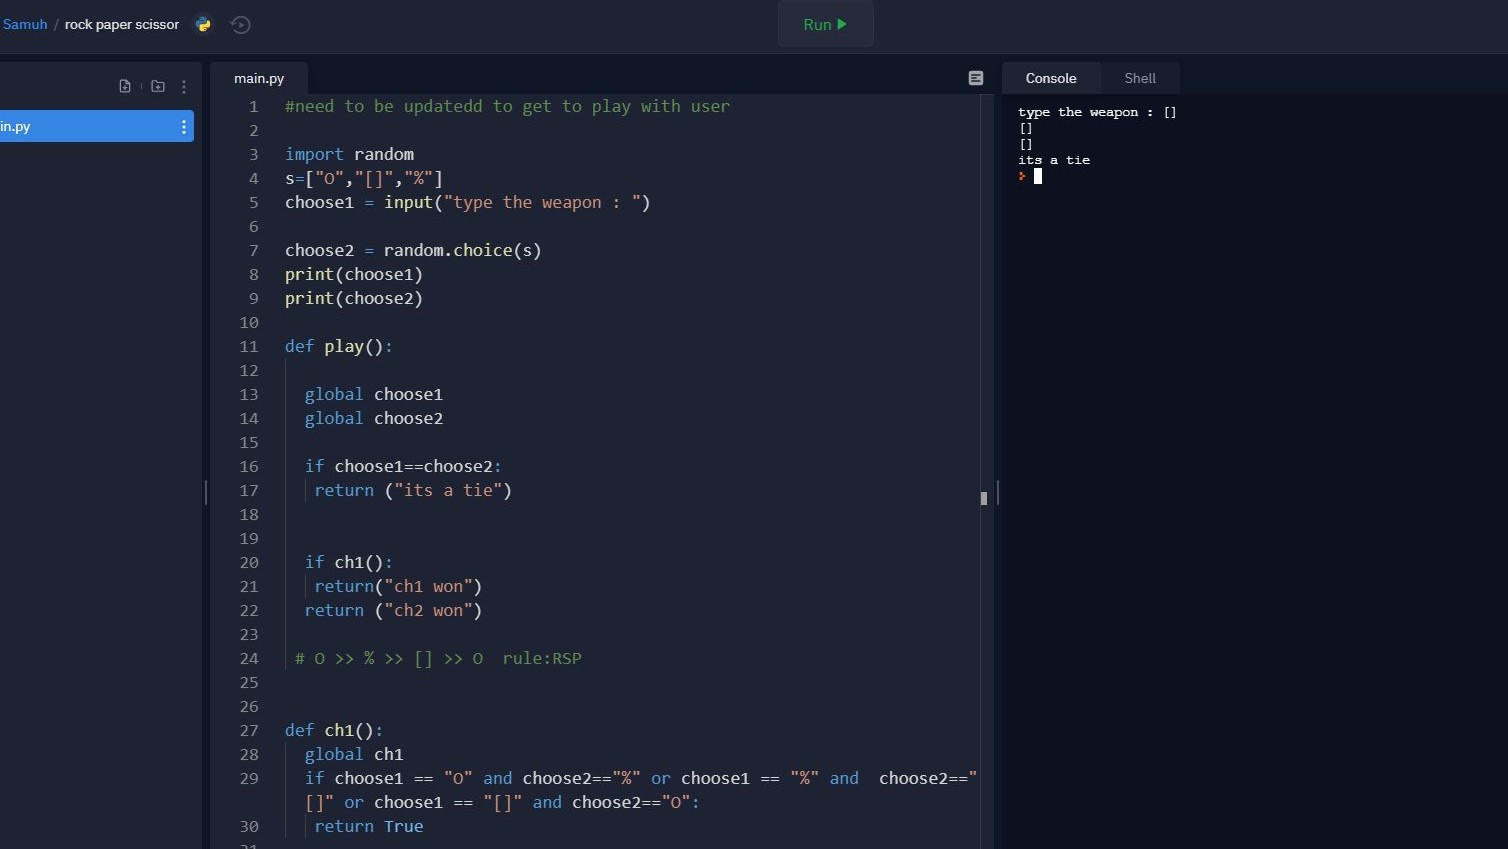 Samuh / rock paper scissor
Run
in.py
main.py
1 #need to be updatedd to get to play with user
2
3 import random
4 s=["O","[]","%"]
5 choose1 = input("type the weapon : ")
6
7 choose2 = random.choice(s)
8 print(choose1)
9 print(choose2)
10
11 def play():
12
13 global choose1
14 global choose2
15
16 if choose1==choose2:
17 return ("its a tie")
18
19
20 if ch1():
21 return("ch1 won")
22 return ("ch2 won")
23
24 # O >> % >> [] >> O  rule:RSP
25
26
27 def ch1():
28 global ch1
29 if choose1 == "O" and choose2=="%" or choose1 == "%" and  choose2=="
[]" or choose1 == "[]" and choose2=="O":
30 return True
Console Shell
type the weapon : []
[]
[]
its a tie